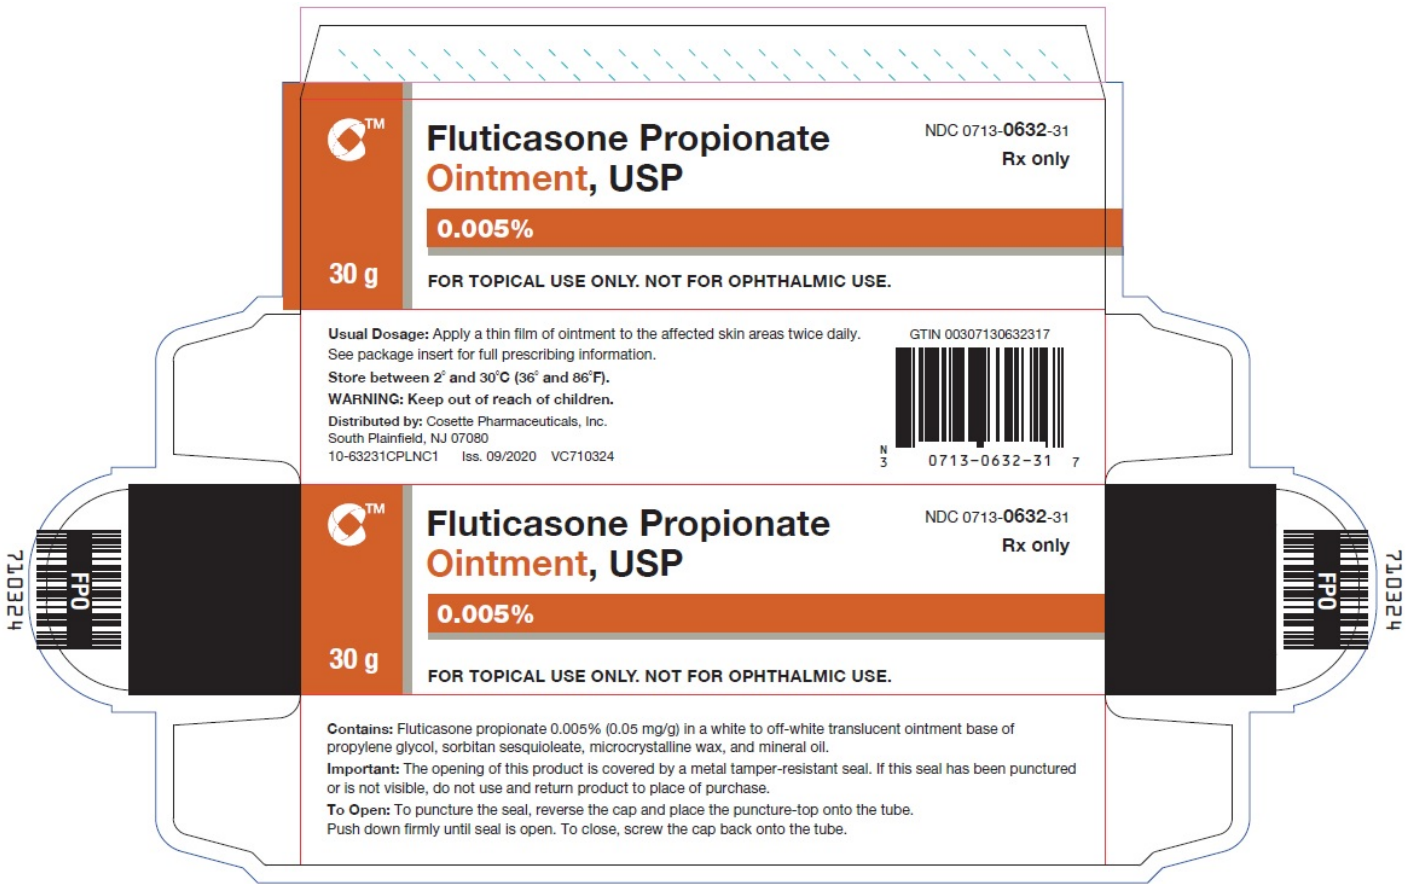 TM
Fluticasone Propionate
Ointment, USP
NDC 0713-0632-31
Rx only
0.005%
30 g
FOR TOPICAL USE ONLY. NOT FOR OPHTHALMIC USE.
Usual Dosage: Apply a thin film of ointment to the affected skin areas twice daily.
See package insert for full prescribing information.
Store between 2° and 30°C (36° and 86°F).
WARNING: Keep out of reach of children.
Distributed by: Cosette Pharmaceuticals, Inc.
South Plainfield, NJ 07080
10-63231CPLNC1 Iss. 09/2020 VC710324
GTIN 00307130632317
N
3 0713-0632-31 7
TM
Fluticasone Propionate
Ointment, USP
NDC 0713-0632-31
Rx only
0.005%
30 g
FOR TOPICAL USE ONLY. NOT FOR OPHTHALMIC USE.
710324
FPO
FPO
710324
Contains: Fluticasone propionate 0.005% (0.05 mg/g) in a white to off-white translucent ointment base of
propylene glycol, sorbitan sesquioleate, microcrystalline wax, and mineral oil.
Important: The opening of this product is covered by a metal tamper-resistant seal. If this seal has been punctured
or is not visible, do not use and return product to place of purchase.
To Open: To puncture the seal, reverse the cap and place the puncture-top onto the tube.
Push down firmly until seal is open. To close, screw the cap back onto the tube.